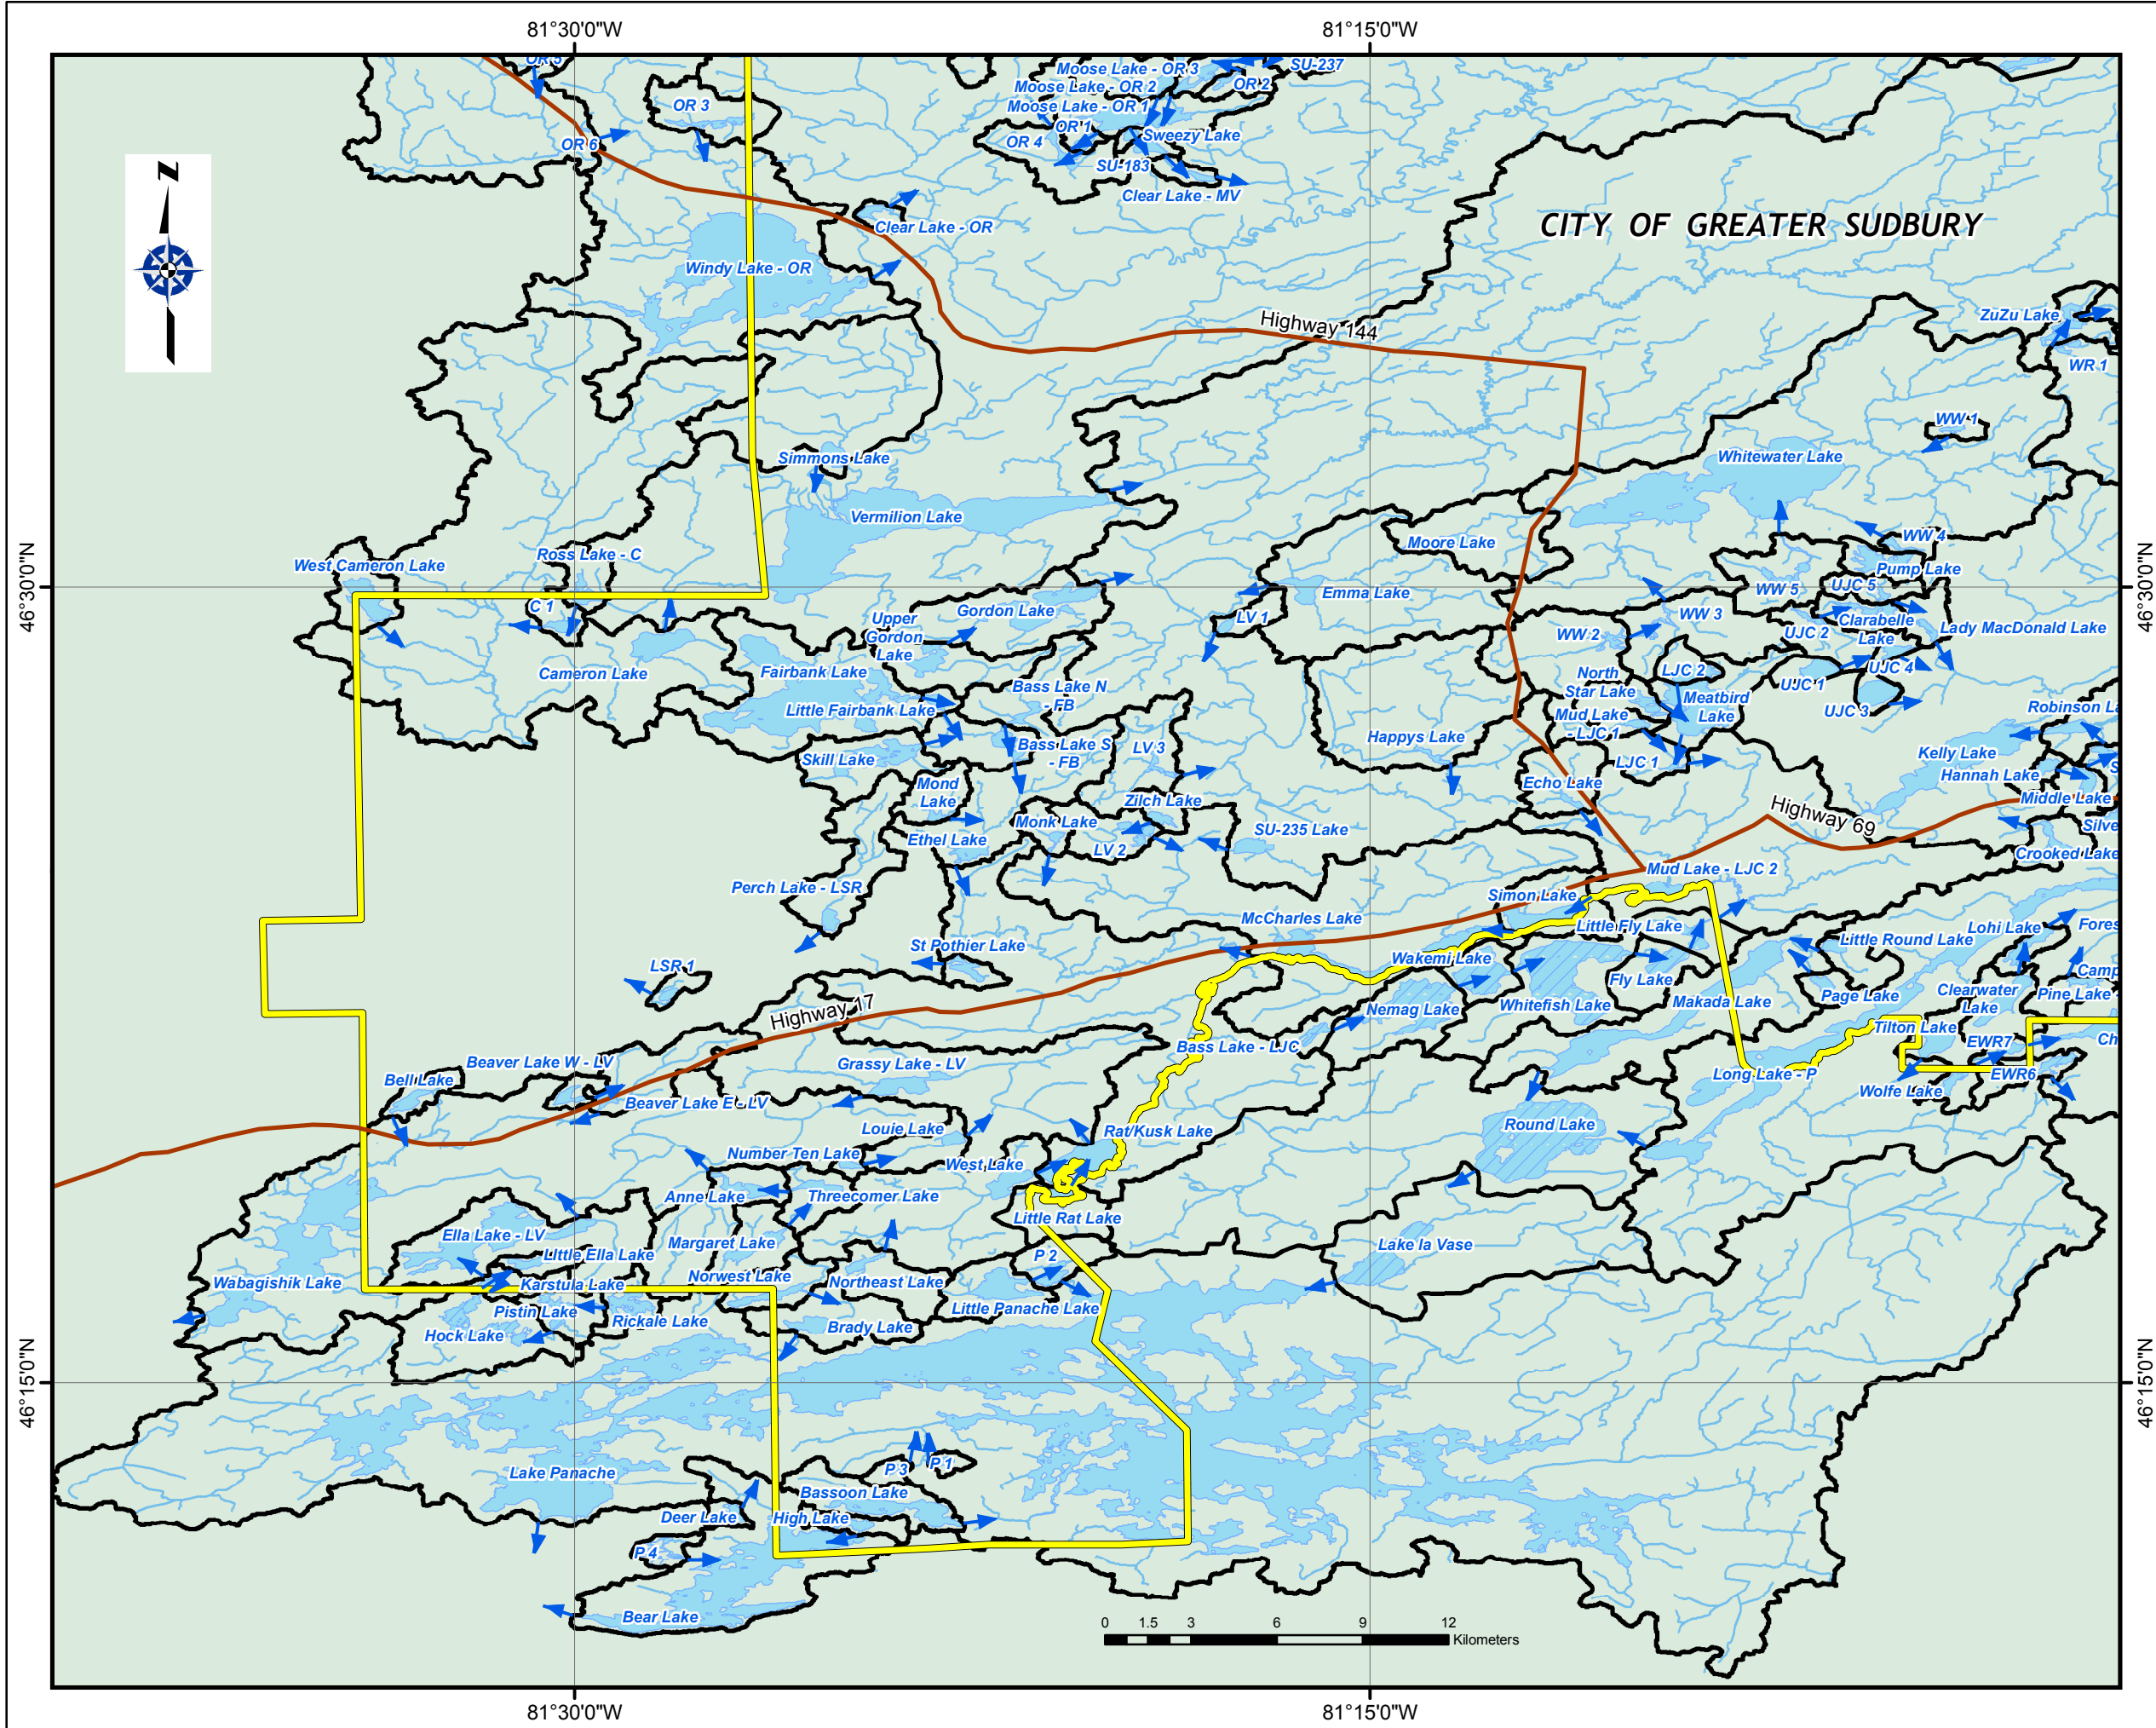 81°30'0"W
81°15'0"W
OR 5
OR 3
OR 6
Moose Lake - OR 3
SU-237
Moose Lake - OR 2
OR 2
Moose Lake - OR 1
OR 1
OR 4
Sweezy Lake
SU-183
Clear Lake - MV
N
Clear Lake - OR
CITY OF GREATER SUDBURY
Windy Lake - OR
Highway 144
ZuZu Lake
WR 1
WW 1
Simmons Lake
Whitewater Lake
Vermilion Lake
Moore Lake
WW 4
West Cameron Lake
Ross Lake - C
Pump Lake
46°30'0"N
46°30'0"N
C 1
Gordon Lake
Emma Lake
WW 5
UJC 5
Upper
Gordon
Lake
LV 1
WW 3
WW 2
UJC 2
Clarabelle
Lake
Lady MacDonald Lake
Cameron Lake
Fairbank Lake
North
Star Lake
LJC 2
UJC 1
UJC 4
Little Fairbank Lake
Bass Lake N
- FB
Meatbird
Lake
UJC 3
Robinson La
Mud Lake
- LJC 1
Skill Lake
Bass Lake S
- FB
LV 3
Happys Lake
LJC 1
Kelly Lake
S
Hannah Lake
Mond
Lake
Echo Lake
Middle Lake
Zilch Lake
Highway 69
Monk Lake
SU-235 Lake
Silve
Ethel Lake
LV 2
Crooked Lake
Perch Lake - LSR
Mud Lake - LJC 2
Simon Lake
McCharles Lake
Little Fly Lake
Lohi Lake
Fores
St Pothier Lake
Little Round Lake
Wakemi Lake
LSR 1
Fly Lake
Camp
Nemag Lake
Whitefish Lake
Makada Lake
Page Lake
Clearwater
Lake
Pine Lake -
Highway 17
Tilton Lake
Bass Lake - LJC
EWR7
Ch
Beaver Lake W - LV
Grassy Lake - LV
Bell Lake
Long Lake - P
EWR6
Beaver Lake E - LV
Wolfe Lake
Louie Lake
Rat/Kusk Lake
Round Lake
Number Ten Lake
West Lake
Anne Lake
Threecorner Lake
Little Rat Lake
Ella Lake - LV
Margaret Lake
Lake la Vase
LIttle Ella Lake
P 2
Wabagishik Lake
Karstula Lake
Norwest Lake
Northeast Lake
Pistin Lake
Little Panache Lake
Rickale Lake
Hock Lake
Brady Lake
46°15'0"N
46°15'0"N
Lake Panache
P 3
P 1
Bassoon Lake
Deer Lake
High Lake
P 4
Bear Lake
0 1.5 3 6 9 12
Kilometers
81°30'0"W
81°15'0"W